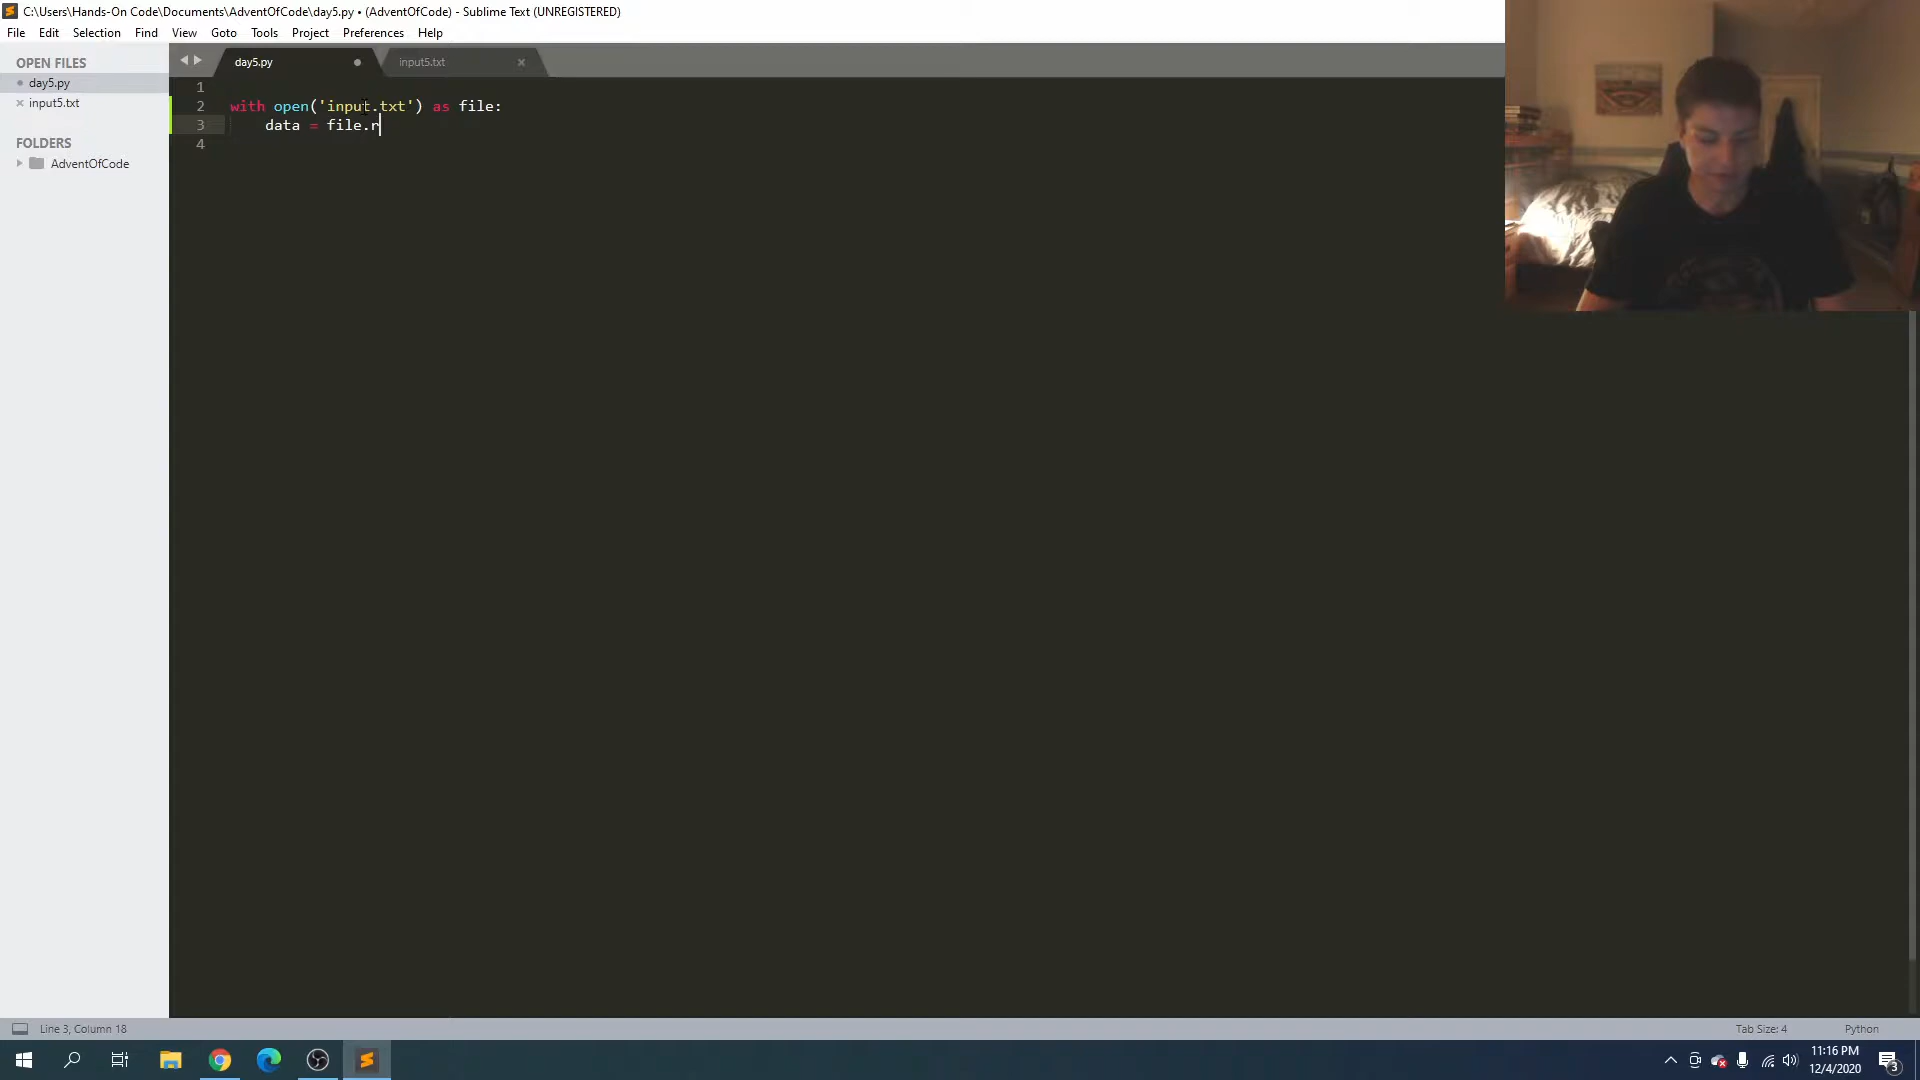 C:\Users\Hands-On Code\Documents\AdventOfCode\day5.py • (AdventOfCode) - Sublime Text (UNREGISTERED)
File Edit Selection Find View Goto Tools Project Preferences Help
OPEN FILES
day5.py
input5.txt
FOLDERS
AdventOfCode
day5.py
input5.txt
1
2 with open('input.txt') as file:
3 data = file.r
4
Line 3, Column 18
Tab Size: 4
Python
11:16 PM
12/4/2020
3